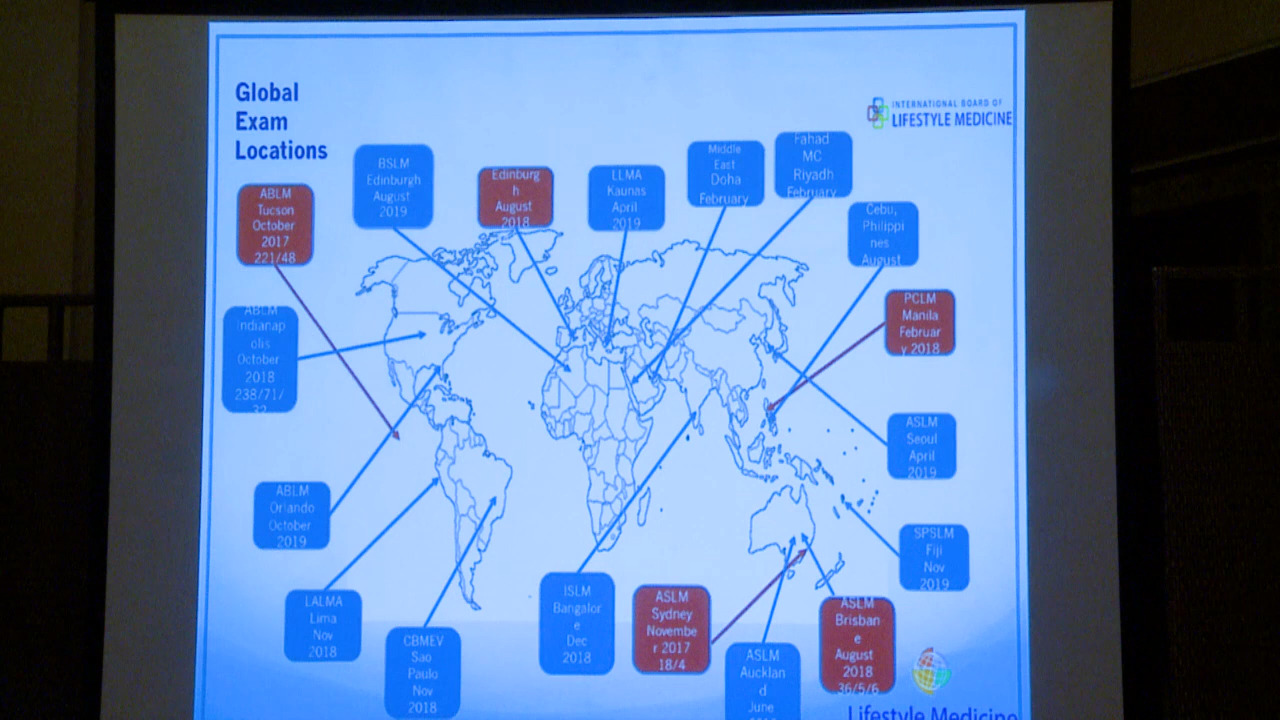 Global
Exam
Locations
INTERNATIONAL BOARD OF
LIFESTYLE MEDICINE
ABLM
Tucson
October
2017
221/48
BSLM
Edinburgh
August
2019
Edinburg
h
August
2018
LLMA
Kaunas
April
2019
Middle
East
Doha
February
Fahad
MC
Riyadh
February
Cebu,
Philippi
nes
August
PCLM
Manila
Februar
y 2018
ABLM
Indianap
olis
October
2018
238/71/
32
ASLM
Seoul
April
2019
ABLM
Orlando
October
2019
SPSLM
Fiji
Nov
2019
LALMA
Lima
Nov
2018
CBMEV
Sao
Paulo
Nov
2018
ISLM
Bangalor
e
Dec
2018
ASLM
Sydney
Novembe
r 2017
18/4
ASLM
Aucklan
d
June
ASLM
Brisban
e
August
2018
36/5/6
Lifestyle Medicine